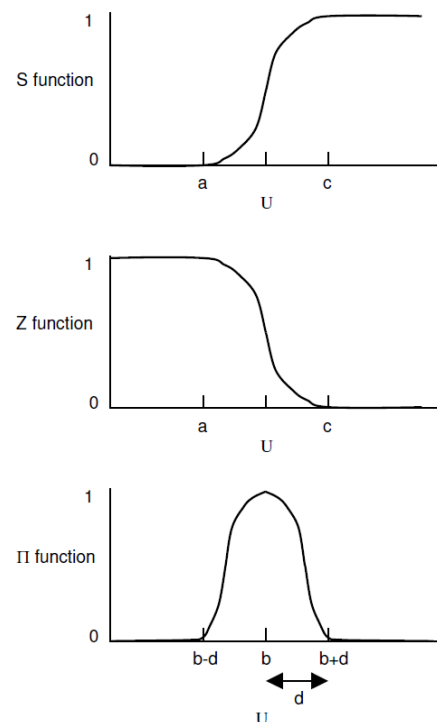 1
S function
0
a c
U
1
Z function
0
a c
U
1
Π function
0
b-d b b+d
d
U